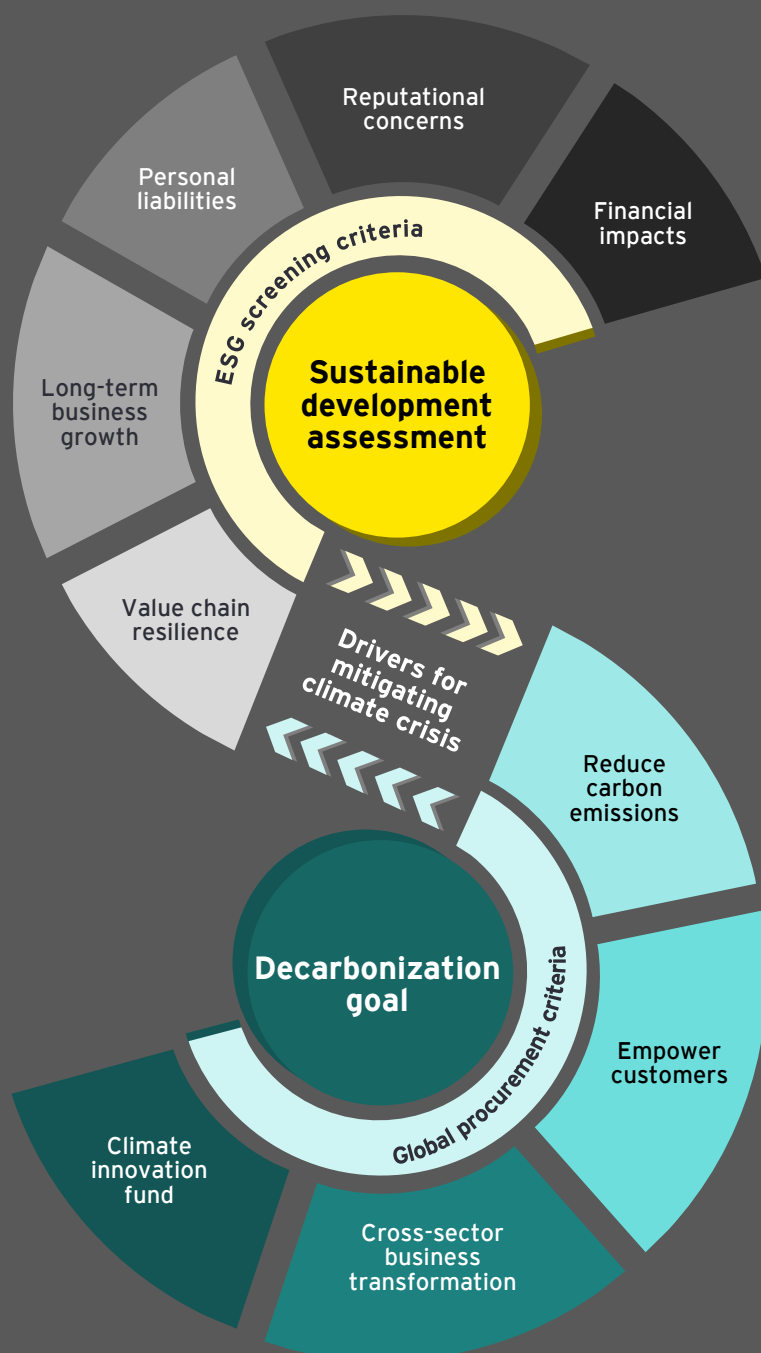 Reputational
concerns
Personal
liabilities
Financial
impacts
ESG screening criteria
Sustainable
development
assessment
Long-term
business
growth
Value chain
resilience
Drivers for
mitigating
climate crisis
Reduce
carbon
emissions
Decarbonization
goal
Global procurement criteria
Empower
customers
Climate
innovation
fund
Cross-sector
business
transformation